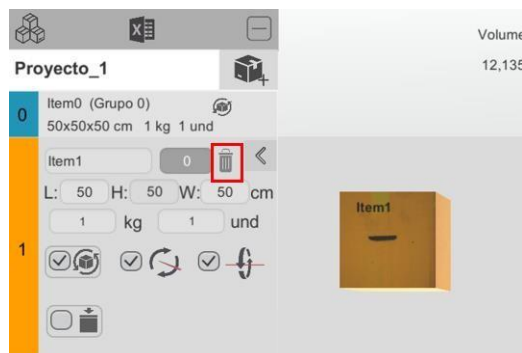 Volume
12,135
Proyecto_1
0
Item0 (Grupo 0)
50x50x50 cm 1 kg 1 und
1
Item1
0
L: 50 H: 50 W: 50 cm
1 kg 1 und
Item1